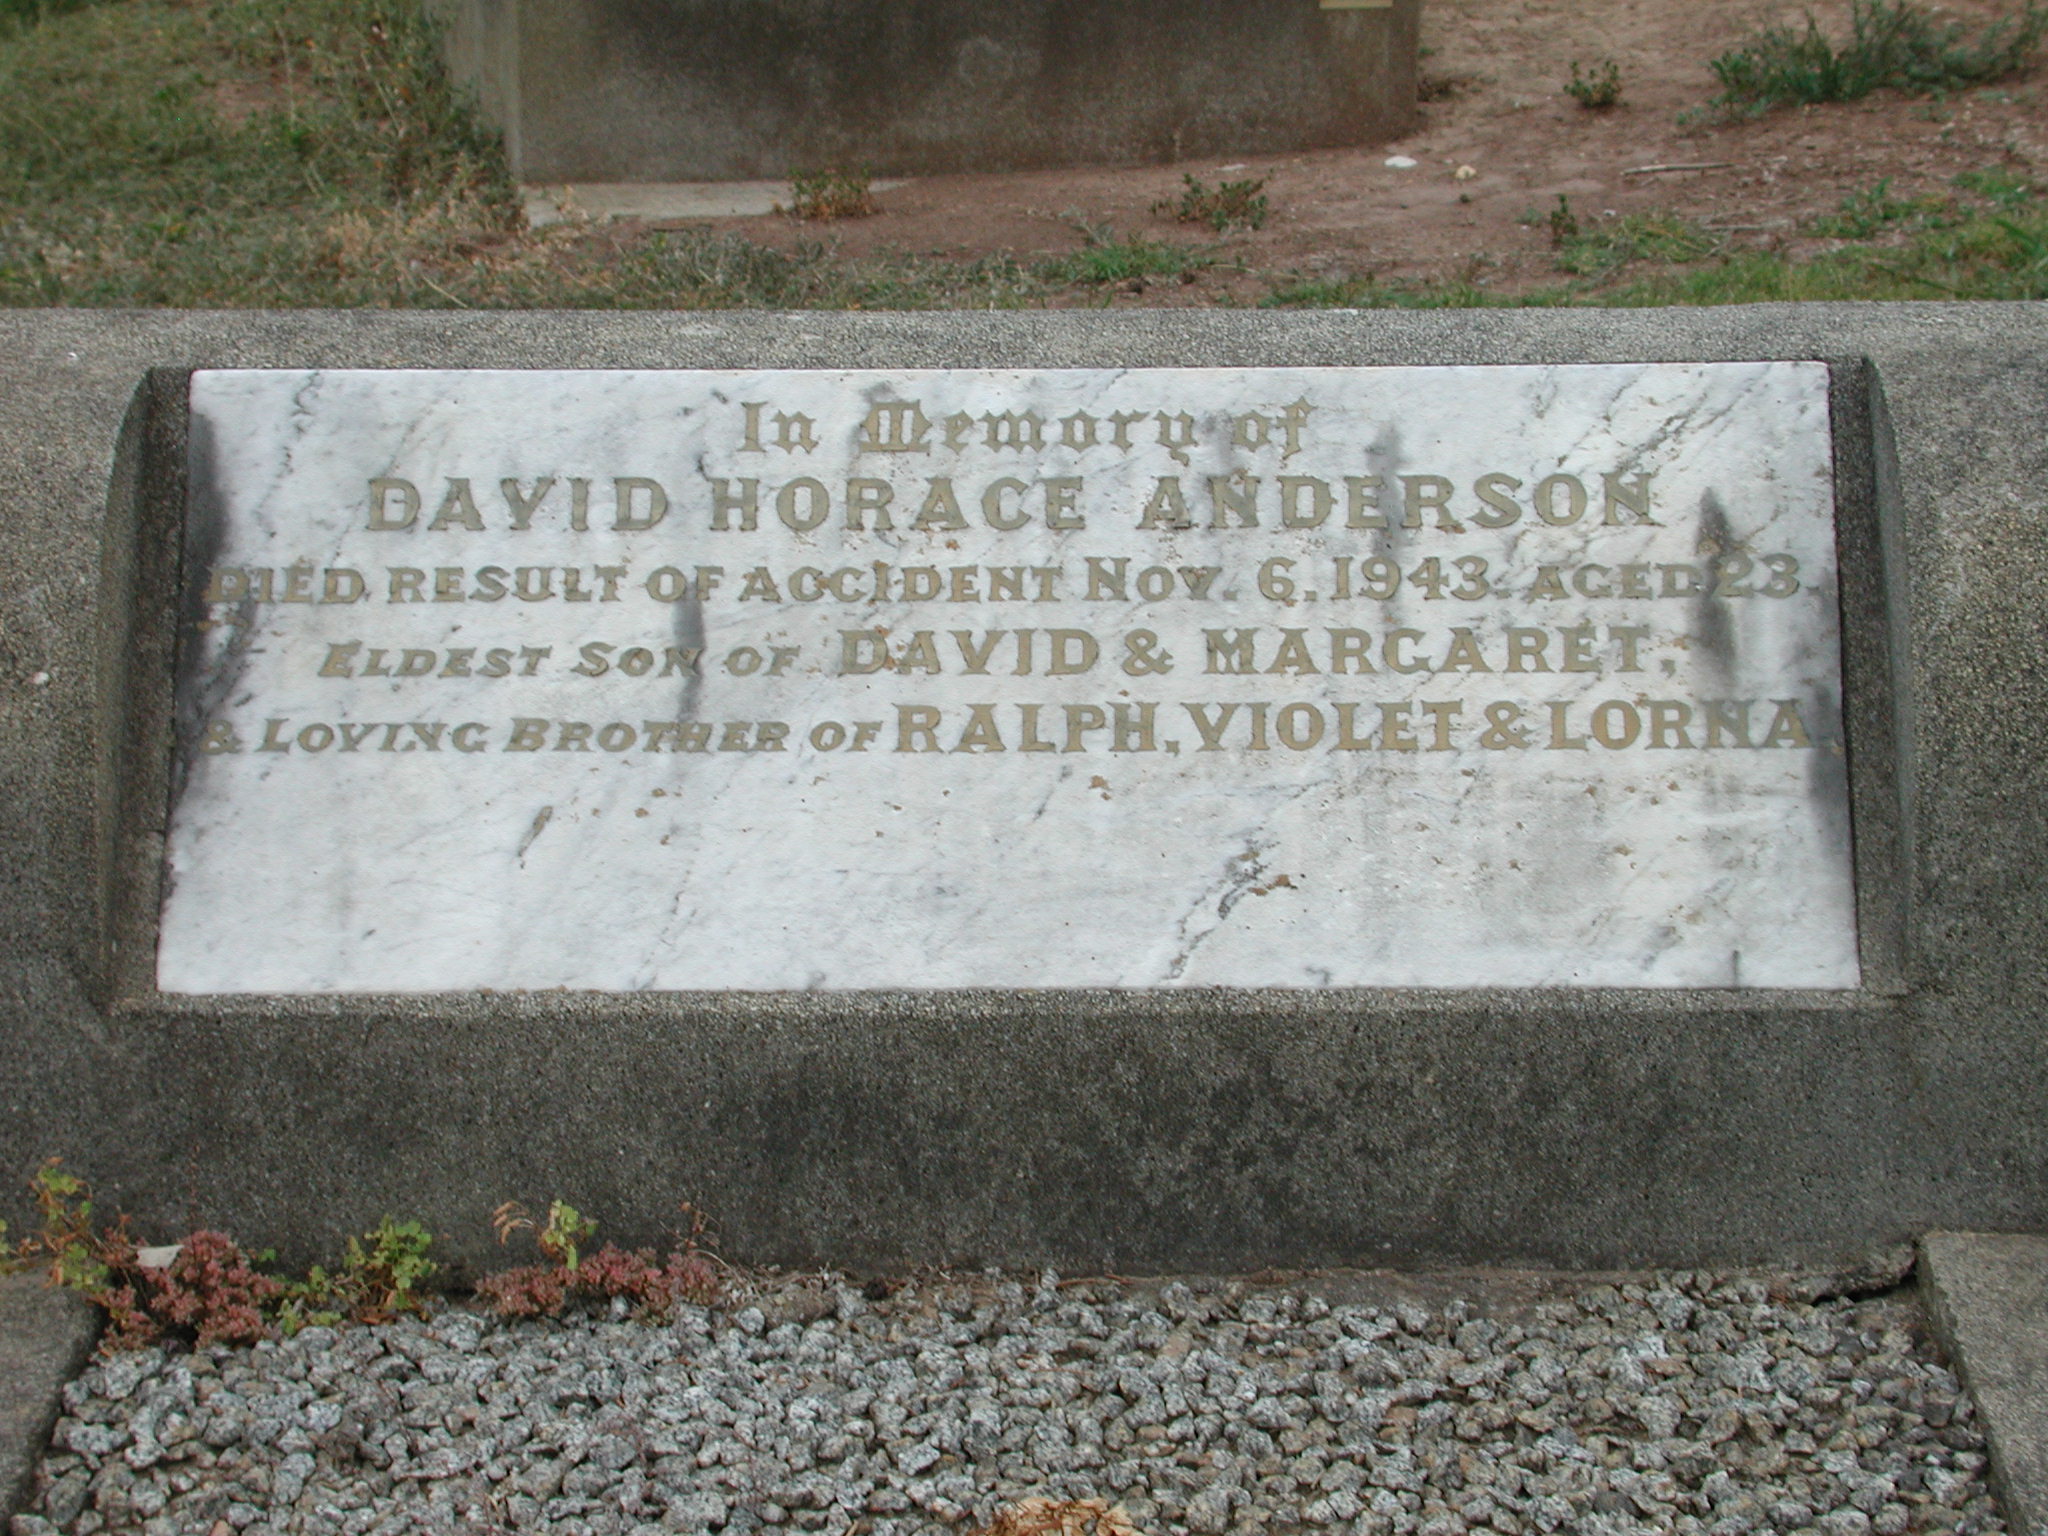 In Memory of
DAVID HORACE ANDERSON
DIED RESULT OF ACCIDENT NOV. 6. 1943. AGED 23.
ELDEST SON OF DAVID & MARGARET,
& LOVING BROTHER OF RALPH, VIOLET & LORNA.